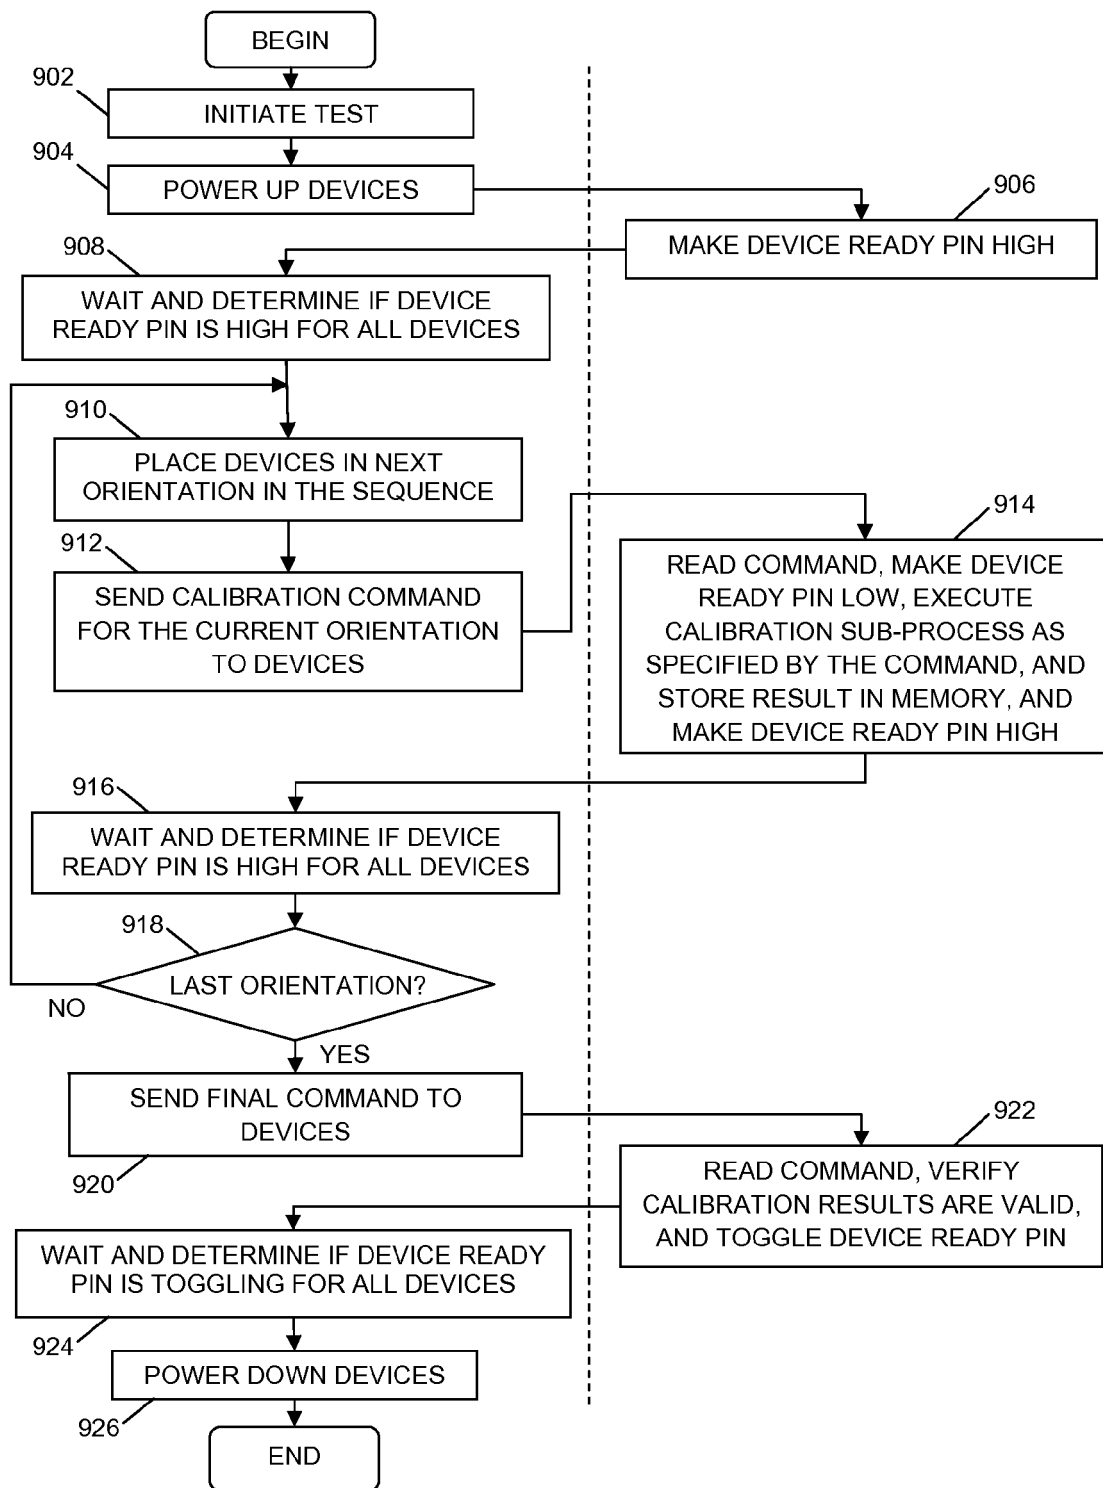 BEGIN
902
INITIATE TEST
904
POWER UP DEVICES
906
MAKE DEVICE READY PIN HIGH
908
WAIT AND DETERMINE IF DEVICE
READY PIN IS HIGH FOR ALL DEVICES
910
PLACE DEVICES IN NEXT
ORIENTATION IN THE SEQUENCE
912
SEND CALIBRATION COMMAND
FOR THE CURRENT ORIENTATION
TO DEVICES
914
READ COMMAND, MAKE DEVICE
READY PIN LOW, EXECUTE
CALIBRATION SUB-PROCESS AS
SPECIFIED BY THE COMMAND, AND
STORE RESULT IN MEMORY, AND
MAKE DEVICE READY PIN HIGH
916
WAIT AND DETERMINE IF DEVICE
READY PIN IS HIGH FOR ALL DEVICES
918
LAST ORIENTATION?
NO
YES
SEND FINAL COMMAND TO
DEVICES
920
922
READ COMMAND, VERIFY
CALIBRATION RESULTS ARE VALID,
AND TOGGLE DEVICE READY PIN
WAIT AND DETERMINE IF DEVICE READY
PIN IS TOGGLING FOR ALL DEVICES
924
POWER DOWN DEVICES
926
END